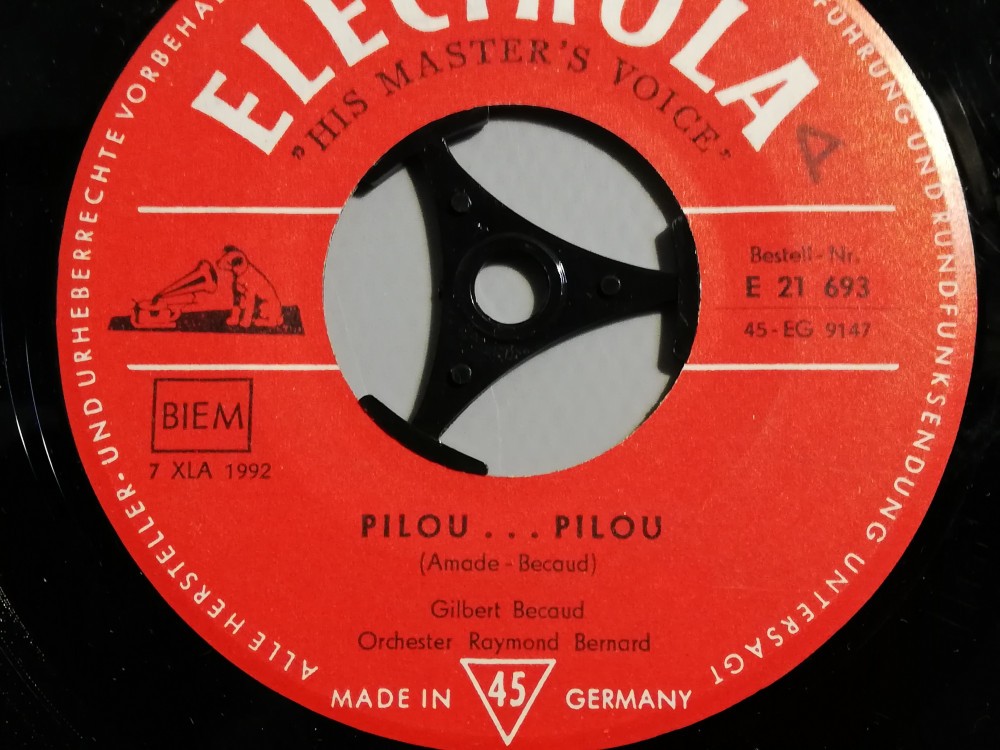 ELECTROLA
"HIS MASTER'S VOICE"
A
Bestell-Nr.
E 21 693
45-EG 9147
BIEM
7 XLA 1992
PILOU . . . PILOU
(Amade - Becaud)
Gilbert Becaud
Orchester Raymond Bernard
MADE IN 45 GERMANY
ALLE HERSTELLER- UND URHEBERRECHTE VORBEHAL
FÜHRUNG UND RUNDFUNKSENDUNG UNTERSAGT